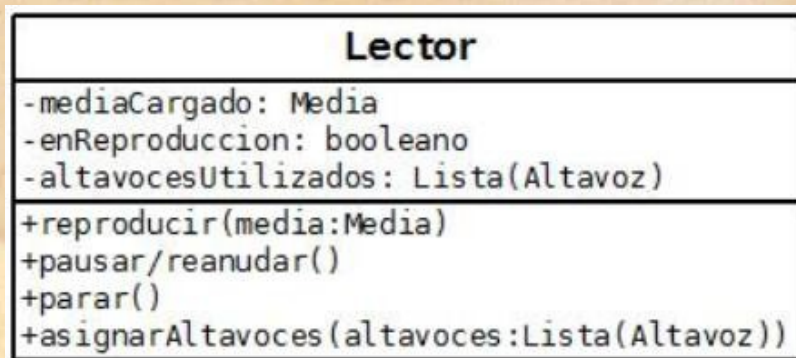 Lector
-mediaCargado: Media
-enReproduccion: booleano
-altavocesUtilizados: Lista(Altavoz)
+reproducir(media:Media)
+pausar/reanudar()
+parar()
+asignarAltavoces(altavoces:Lista(Altavoz))